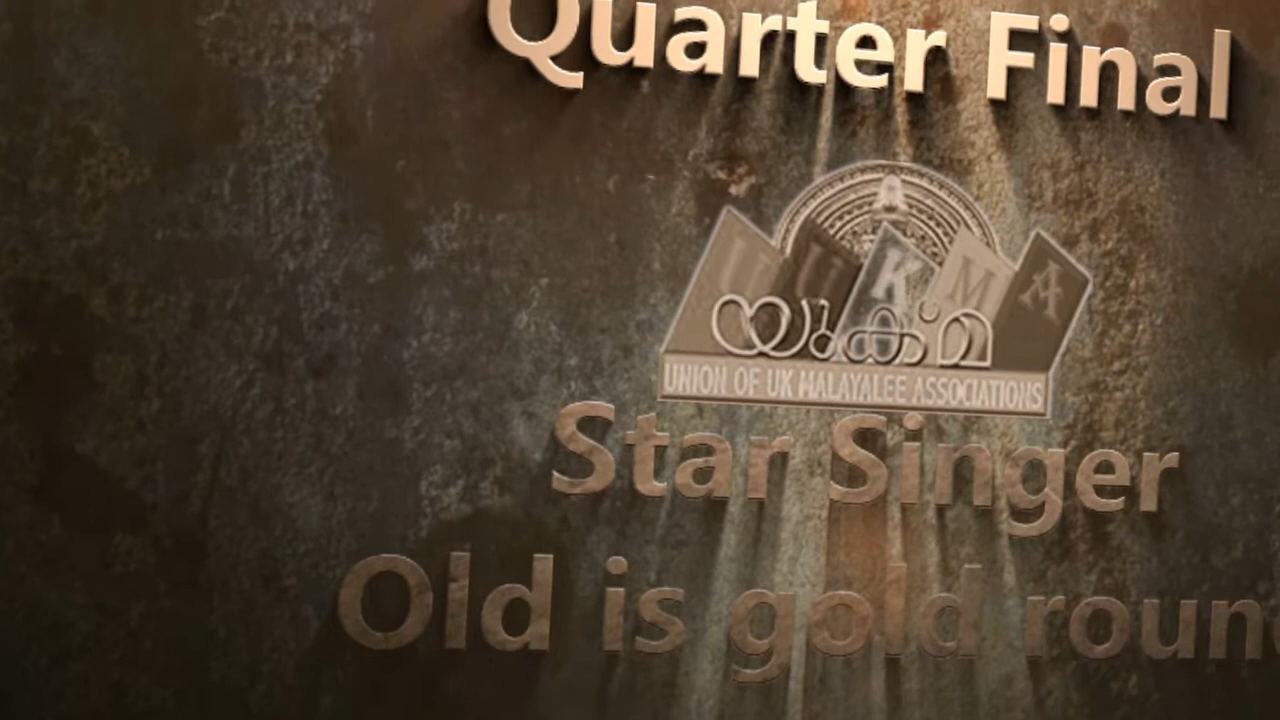 Quarter Final
U U K M A
യുക്മ
UNION OF UK MALAYALEE ASSOCIATIONS
Star Singer
Old is gold roun